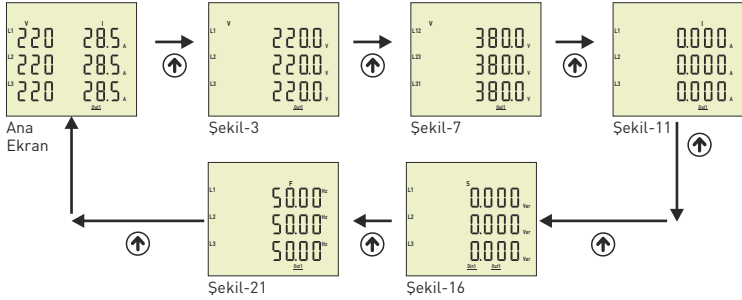 V I
L1 220 28.5 A
L2 220 28.5 A
L3 220 28.5 A
Out1
Ana
Ekran
V
L1 220.0 V
L2 220.0 V
L3 220.0 V
Out1
Şekil-3
V
L12 380.0 V
L23 380.0 V
L31 380.0 V
Out1
Şekil-7
I
L1 0.000 A
L2 0.000 A
L3 0.000 A
Out1
Şekil-11
F
L1 50.00 Hz
L2 50.00 Hz
L3 50.00 Hz
Out1
Şekil-21
S
L1 0.000 Var
L2 0.000 Var
L3 0.000 Var
Din1 Out1
Şekil-16